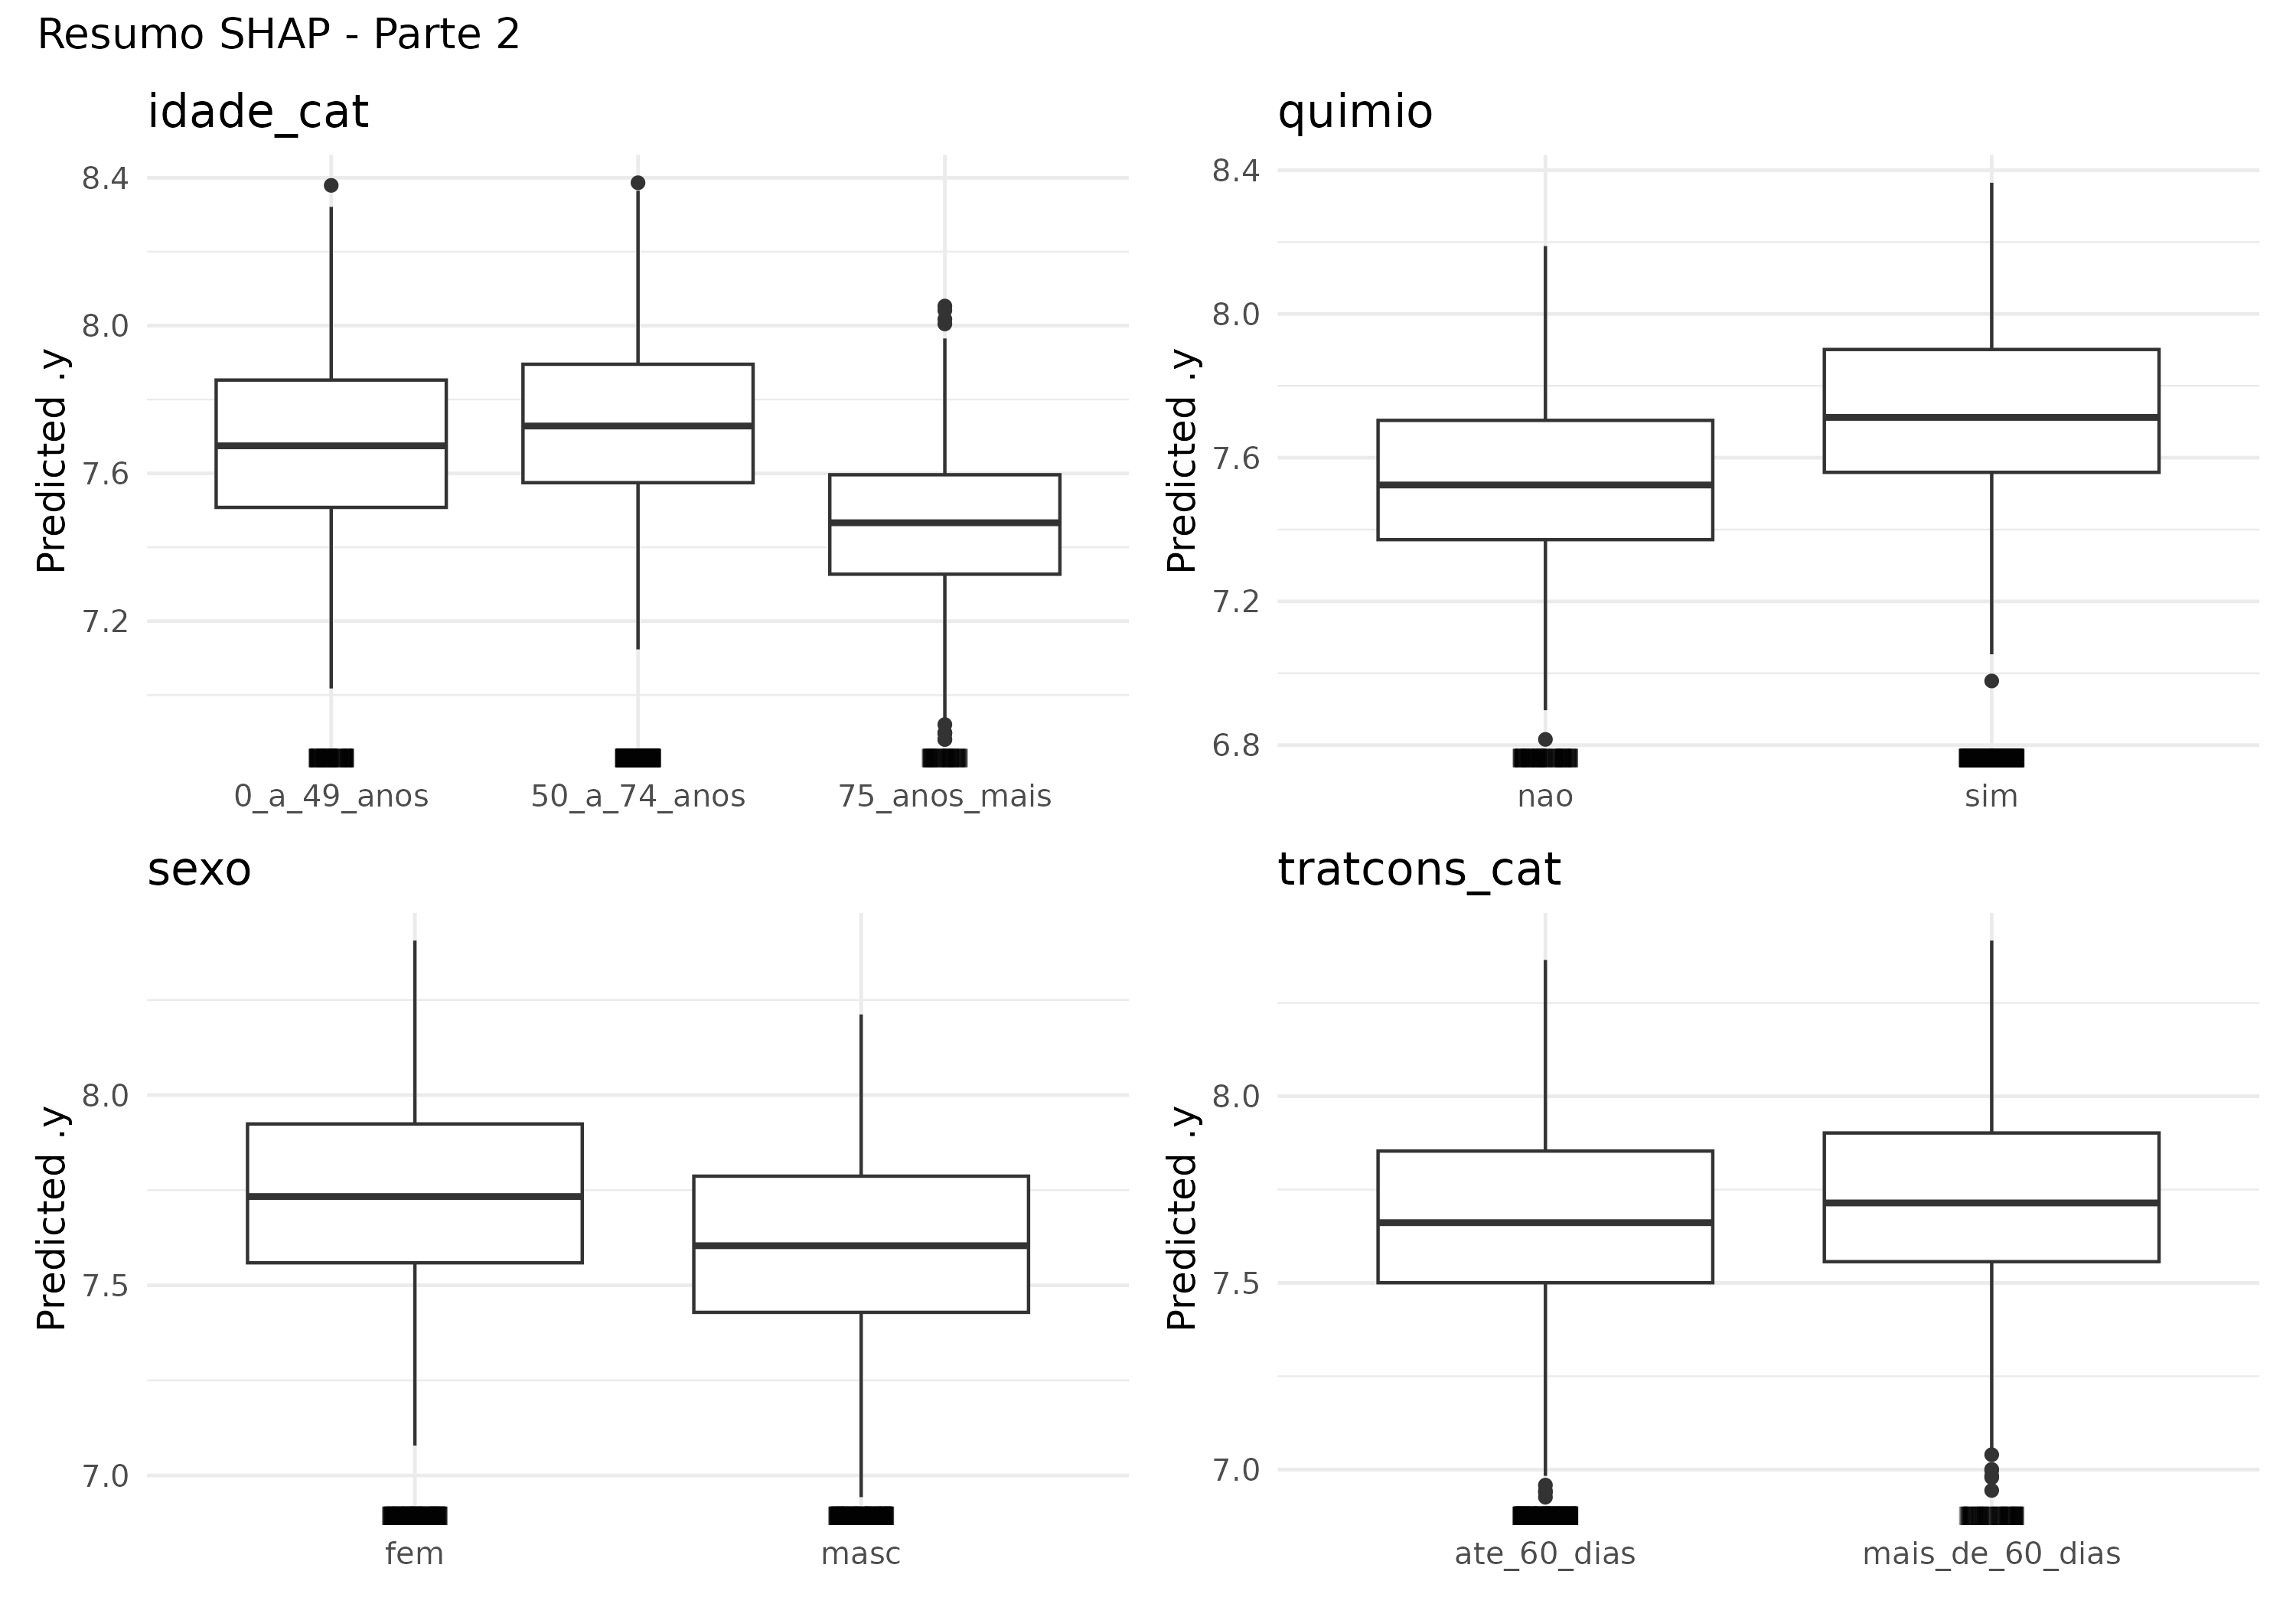 Resumo SHAP - Parte 2
idade_cat
Predicted .y
8.4
8.0
7.6
7.2
0_a_49_anos
50_a_74_anos
75_anos_mais
quimio
Predicted .y
8.4
8.0
7.6
7.2
6.8
nao
sim
sexo
Predicted .y
8.0
7.5
7.0
fem
masc
tratcons_cat
Predicted .y
8.0
7.5
7.0
ate_60_dias
mais_de_60_dias